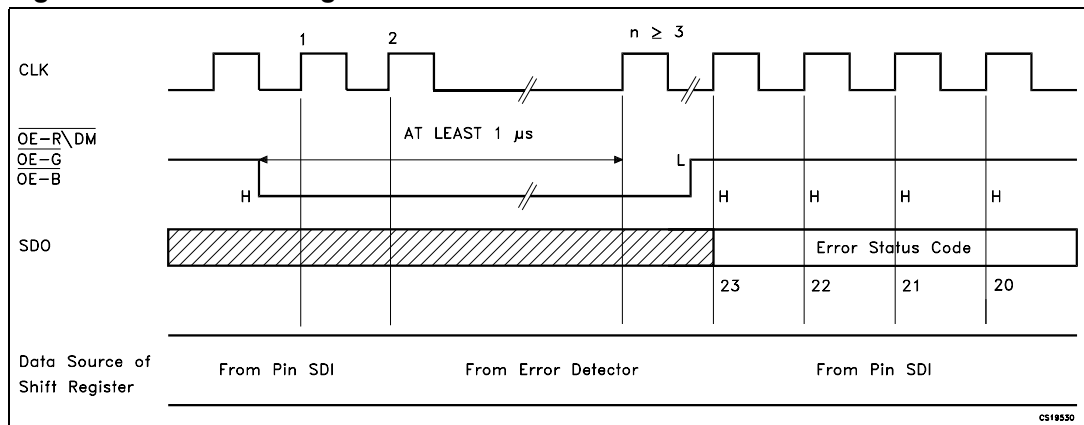 1 2 n ≥ 3
CLK
OE-R\DM
OE-G
OE-B
AT LEAST 1 µs
L
H H H H H
SDO
Error Status Code
23 22 21 20
Data Source of
Shift Register
From Pin SDI From Error Detector From Pin SDI
CS19530